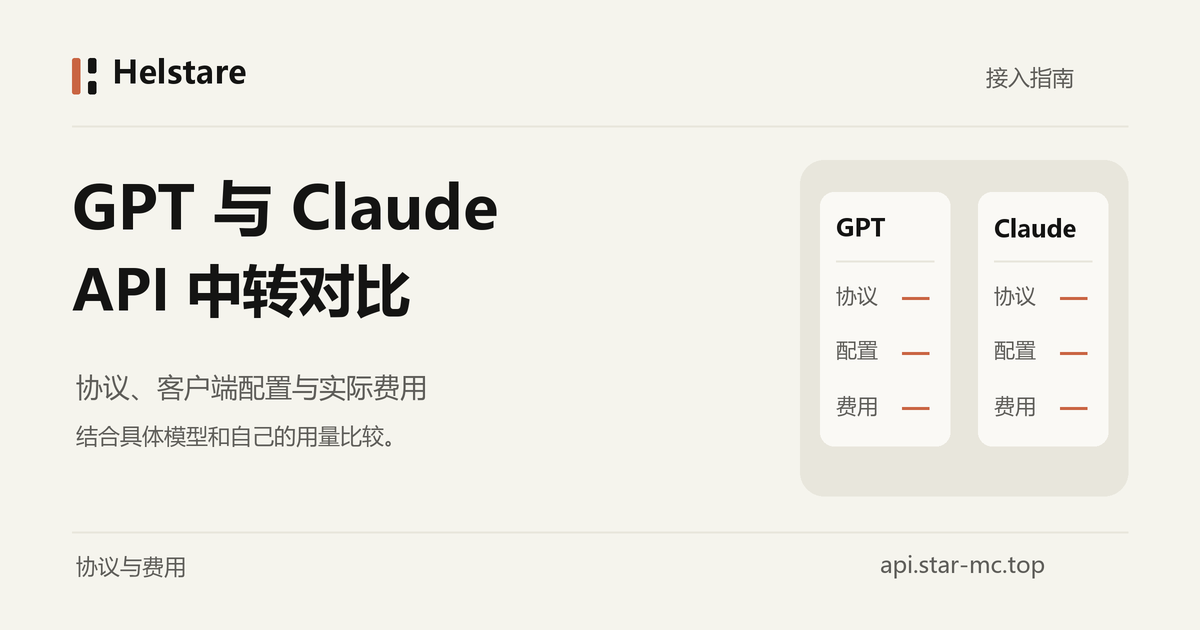 Helstare
接入指南
GPT 与 Claude
API 中转对比
协议、客户端配置与实际费用
结合具体模型和自己的用量比较。
GPT
协议
配置
费用
Claude
协议
配置
费用
协议与费用
api.star-mc.top